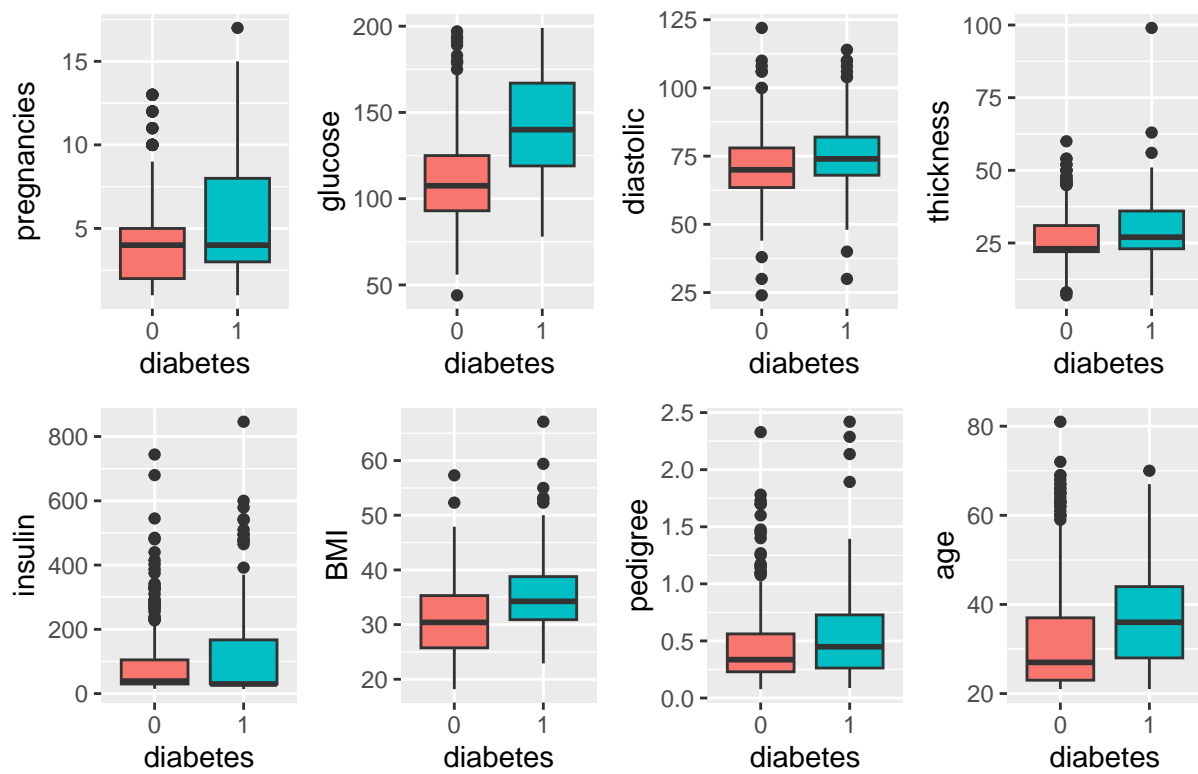 pregnancies
15
10
5
0 1
diabetes
glucose
200
150
100
50
0 1
diabetes
diastolic
125
100
75
50
25
0 1
diabetes
thickness
100
75
50
25
0 1
diabetes
insulin
800
600
400
200
0
0 1
diabetes
BMI
60
50
40
30
20
0 1
diabetes
pedigree
2.5
2.0
1.5
1.0
0.5
0.0
0 1
diabetes
age
80
60
40
20
0 1
diabetes